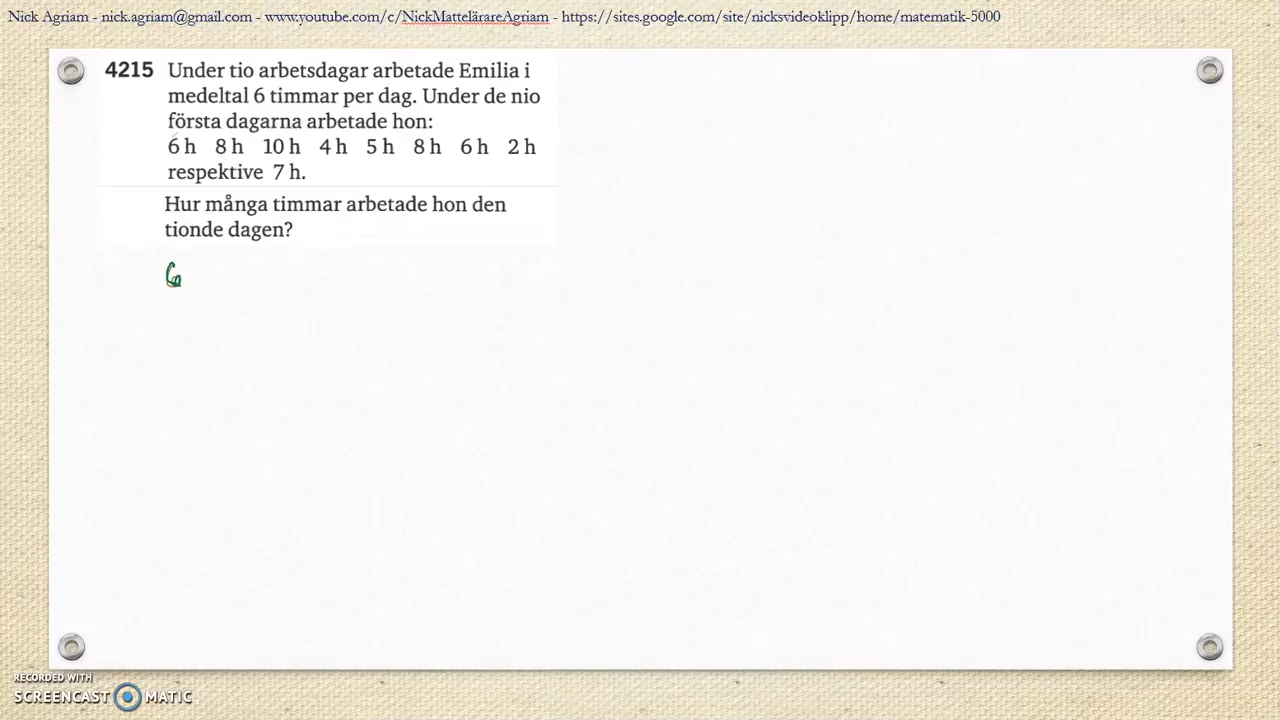 Nick Agriam - nick.agriam@gmail.com - www.youtube.com/c/NickMattelärareAgriam - https://sites.google.com/site/nicksvideoklipp/home/matematik-5000
4215 Under tio arbetsdagar arbetade Emilia i
medeltal 6 timmar per dag. Under de nio
första dagarna arbetade hon:
6 h 8 h 10 h 4 h 5 h 8 h 6 h 2 h
respektive 7 h.
Hur många timmar arbetade hon den
tionde dagen?
6
RECORDED WITH
SCREENCAST MATIC